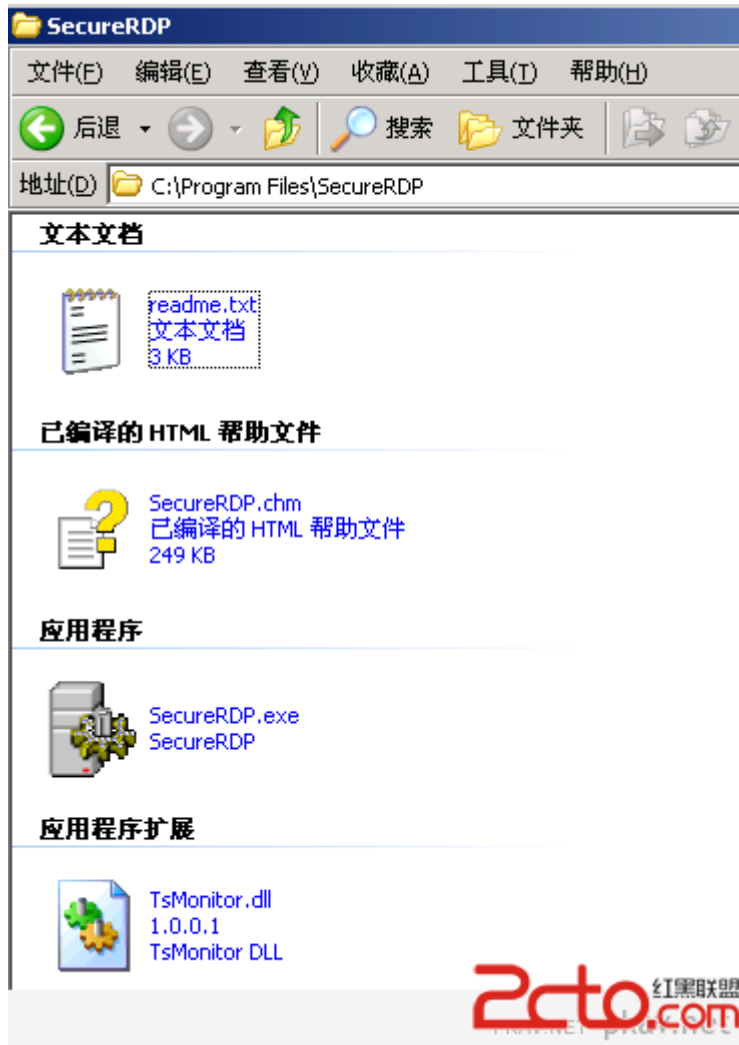 SecureRDP
文件(F) 编辑(E) 查看(V) 收藏(A) 工具(T) 帮助(H)
后退 搜索 文件夹
地址(D) C:\Program Files\SecureRDP
文本文档
readme.txt
文本文档
3 KB
已编译的 HTML 帮助文件
SecureRDP.chm
已编译的 HTML 帮助文件
249 KB
应用程序
SecureRDP.exe
SecureRDP
应用程序扩展
TsMonitor.dll
1.0.0.1
TsMonitor DLL
2cto.com 红黑联盟